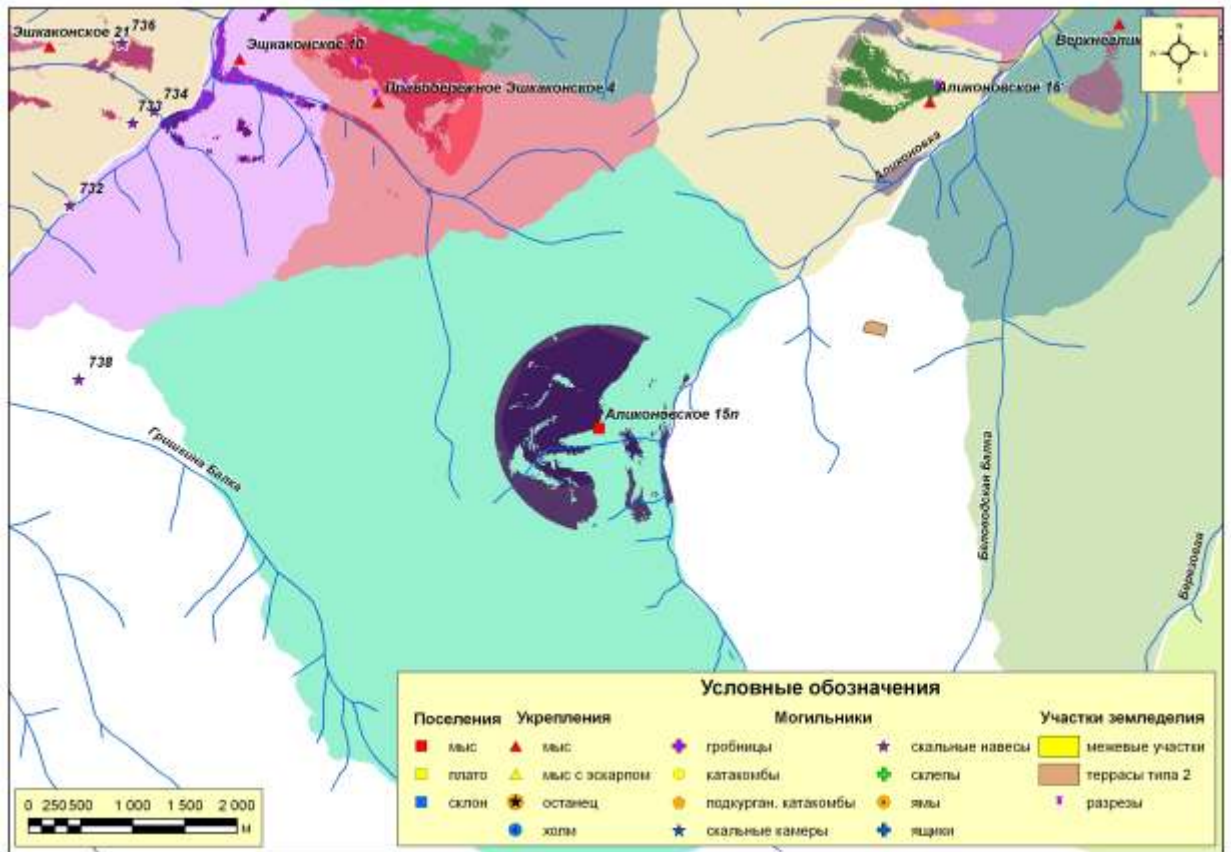 Эшкаконское 21
736
Эшкаконское 10
Правобережное Эшкаконское 4
734
733
732
738
Аликоновское 16
Аликоновка
Аликоновское 15п
Гришкина Балка
Беловодская Балка
Березовая
Условные обозначения
Поселения
мыс
плато
склон
Укрепления
мыс
мыс с эскарпом
останец
холм
Могильники
гробницы
катакомбы
подкурган. катакомбы
скальные камеры
скальные навесы
склепы
ямы
ящики
Участки земледелия
межевые участки
террасы типа 2
разрезы
0 250 500 1 000 1 500 2 000
м